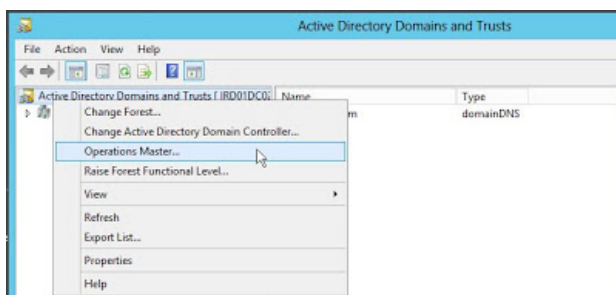 Active Directory Domains and Trusts
File Action View Help
Active Directory Domains and Trusts [ JRD01DC02 Name Type
Change Forest... domainDNS
Change Active Directory Domain Controller...
Operations Master...
Raise Forest Functional Level...
View
Refresh
Export List...
Properties
Help